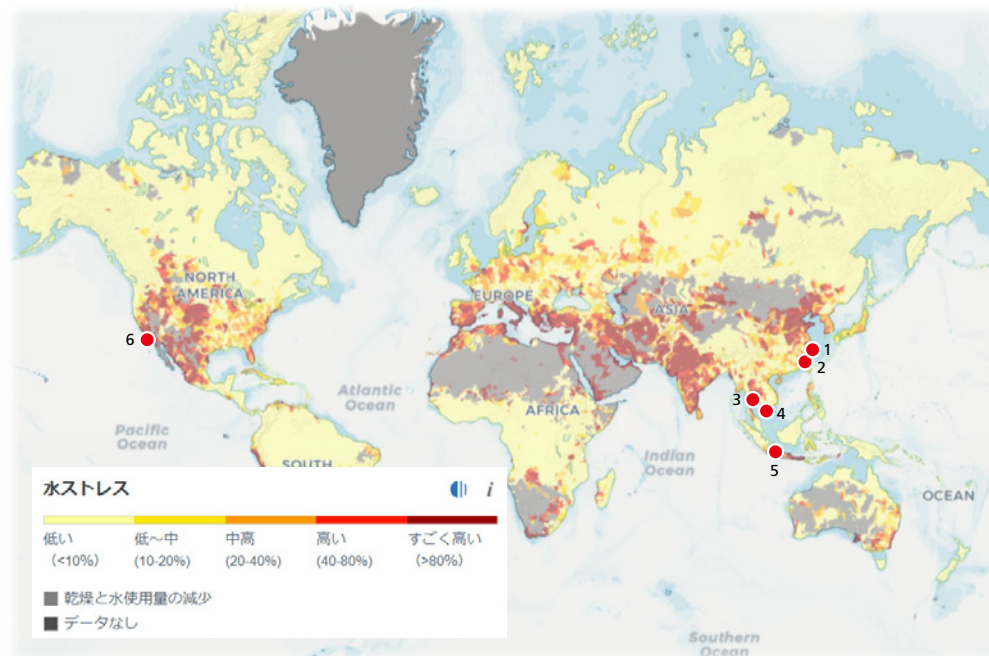 NORTH
AMERICA
EUROPE
ASIA
6
1
2
Atlantic
Ocean
AFRICA
3
4
Pacific
Ocean
Indian
Ocean
5
SOUTH
OCEAN
水ストレス
i
低い
(<10%)
低～中
(10-20%)
中高
(20-40%)
高い
(40-80%)
すごく高い
(>80%)
乾燥と水使用量の減少
データなし
Southern
Ocean